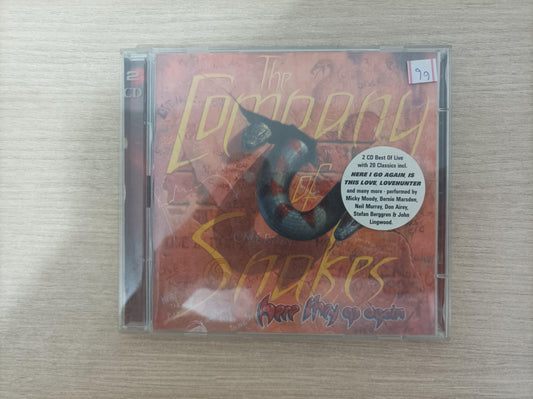 2
CD
The
Company
of
Snakes
Here they go again
99
2 CD Best Of Live
with 20 Classics incl.
HERE I GO AGAIN, IS
THIS LOVE, LOVEHUNTER
and many more - performed by
Micky Moody, Bernie Marsden,
Neil Murray, Don Airey,
Stefan Berggren & John
Lingwood.